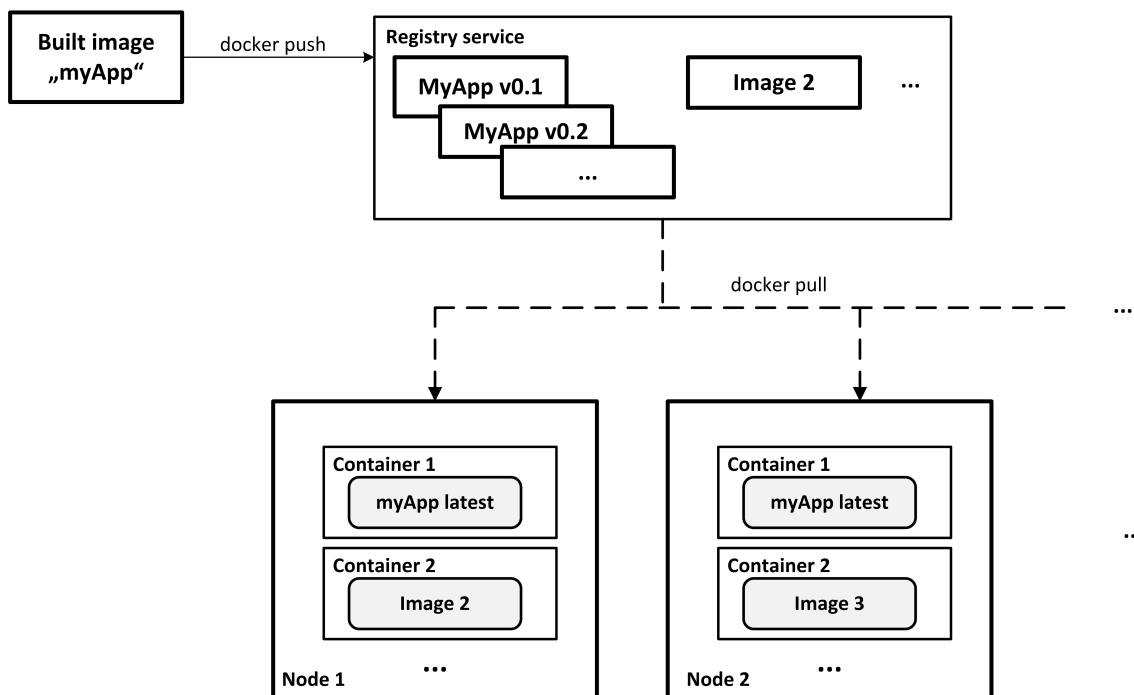 Built image
„myApp“
docker push
Registry service
MyApp v0.1
MyApp v0.2
...
Image 2
...
docker pull
...
Container 1
myApp latest
Container 2
Image 2
...
Node 1
Container 1
myApp latest
Container 2
Image 3
...
Node 2
..